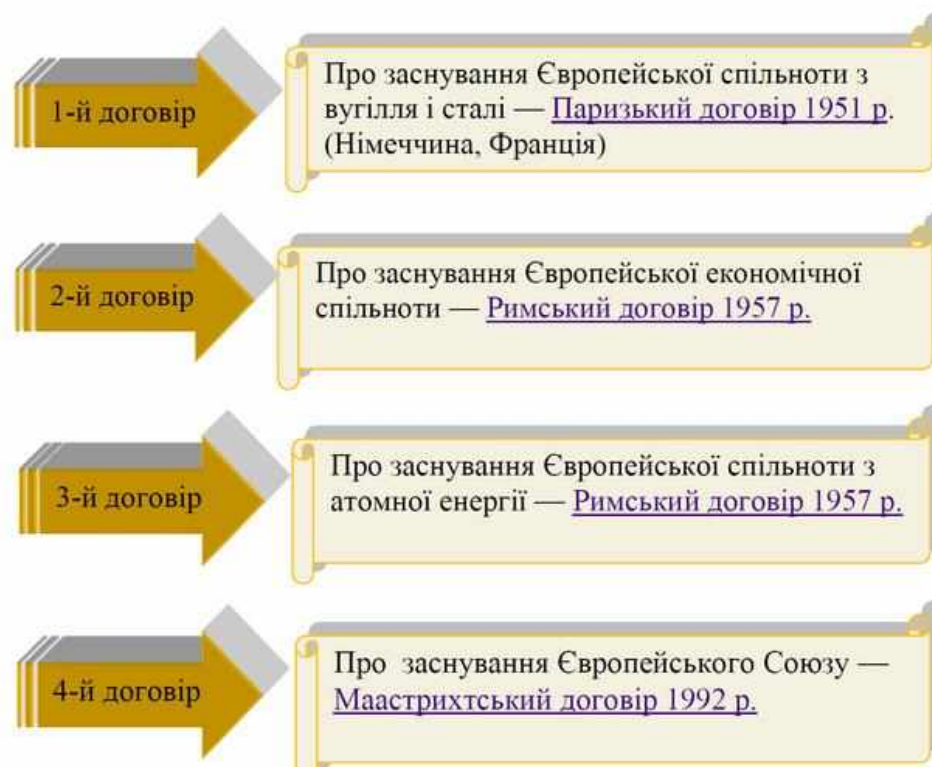 1-й договір
Про заснування Європейської спільноти з
вугілля і сталі — Паризький договір 1951 р.
(Німеччина, Франція)
2-й договір
Про заснування Європейської економічної
спільноти — Римський договір 1957 р.
3-й договір
Про заснування Європейської спільноти з
атомної енергії — Римський договір 1957 р.
4-й договір
Про заснування Європейського Союзу —
Маастрихтський договір 1992 р.